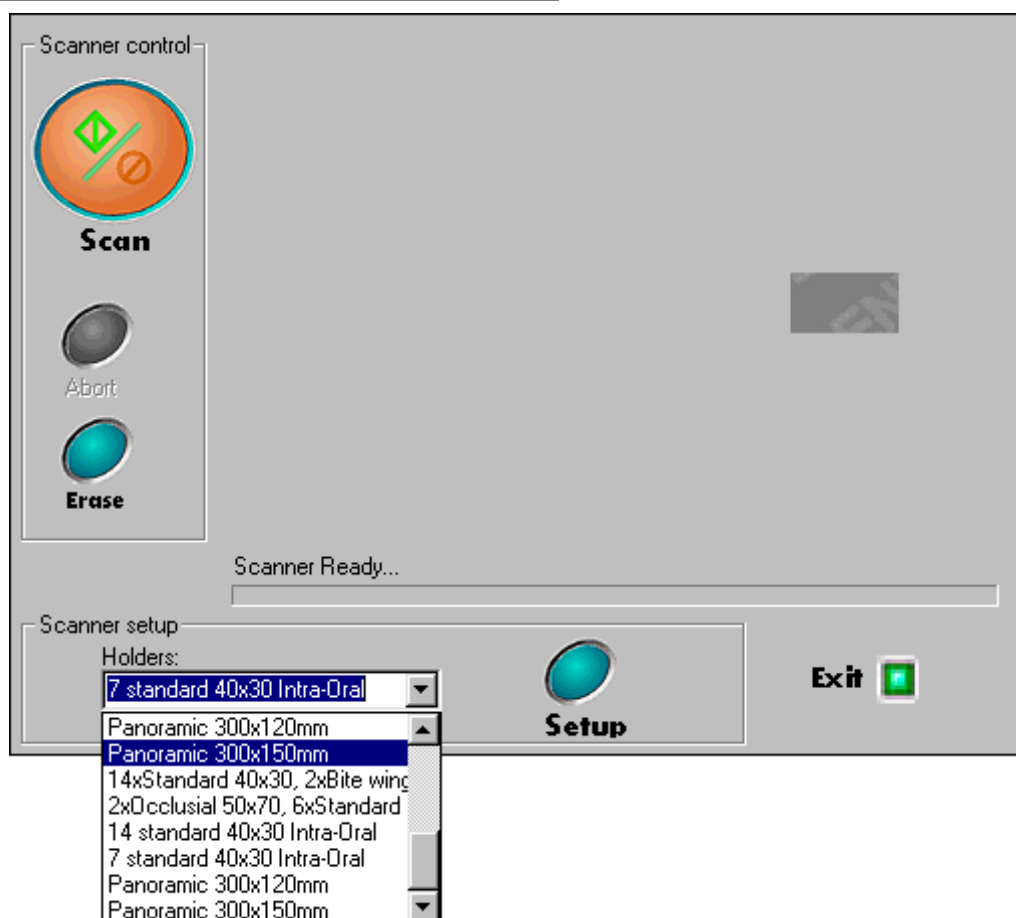 Scanner control
Scan
Abort
Erase
Scanner Ready...
Scanner setup
Holders:
7 standard 40x30 Intra-Oral
Panoramic 300x120mm
Panoramic 300x150mm
14xStandard 40x30, 2xBite wing
2xOcclusial 50x70, 6xStandard
14 standard 40x30 Intra-Oral
7 standard 40x30 Intra-Oral
Panoramic 300x120mm
Panoramic 300x150mm
Setup
Exit